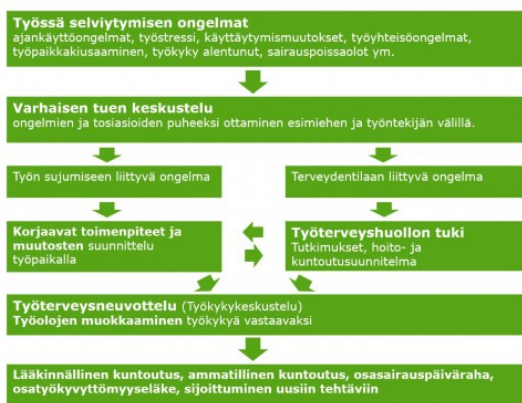 Työssä selviytymisen ongelmat
ajankäyttöongelmat, työstressi, käyttäytymismuutokset, työyhteisöongelmat,
työpaikkakiusaaminen, työkyky alentunut, sairauspoissaolot ym.
Varhaisen tuen keskustelu
ongelmien ja tosiasioiden puheeksi ottaminen esimiehen ja työntekijän välillä.
Työn sujumiseen liittyvä ongelma
Terveydentilaan liittyvä ongelma
Korjaavat toimenpiteet ja
muutosten suunnittelu
työpaikalla
Työterveyshuollon tuki
Tutkimukset, hoito- ja
kuntoutusuunnitelma
Työterveysneuvottelu (Työkykykeskustelu)
Työolojen muokkaaminen työkykyä vastaavaksi
Lääkinnällinen kuntoutus, ammatillinen kuntoutus, osasairauspäiväraha,
osatyökyvyttömyyseläke, sijoittuminen uusiin tehtäviin